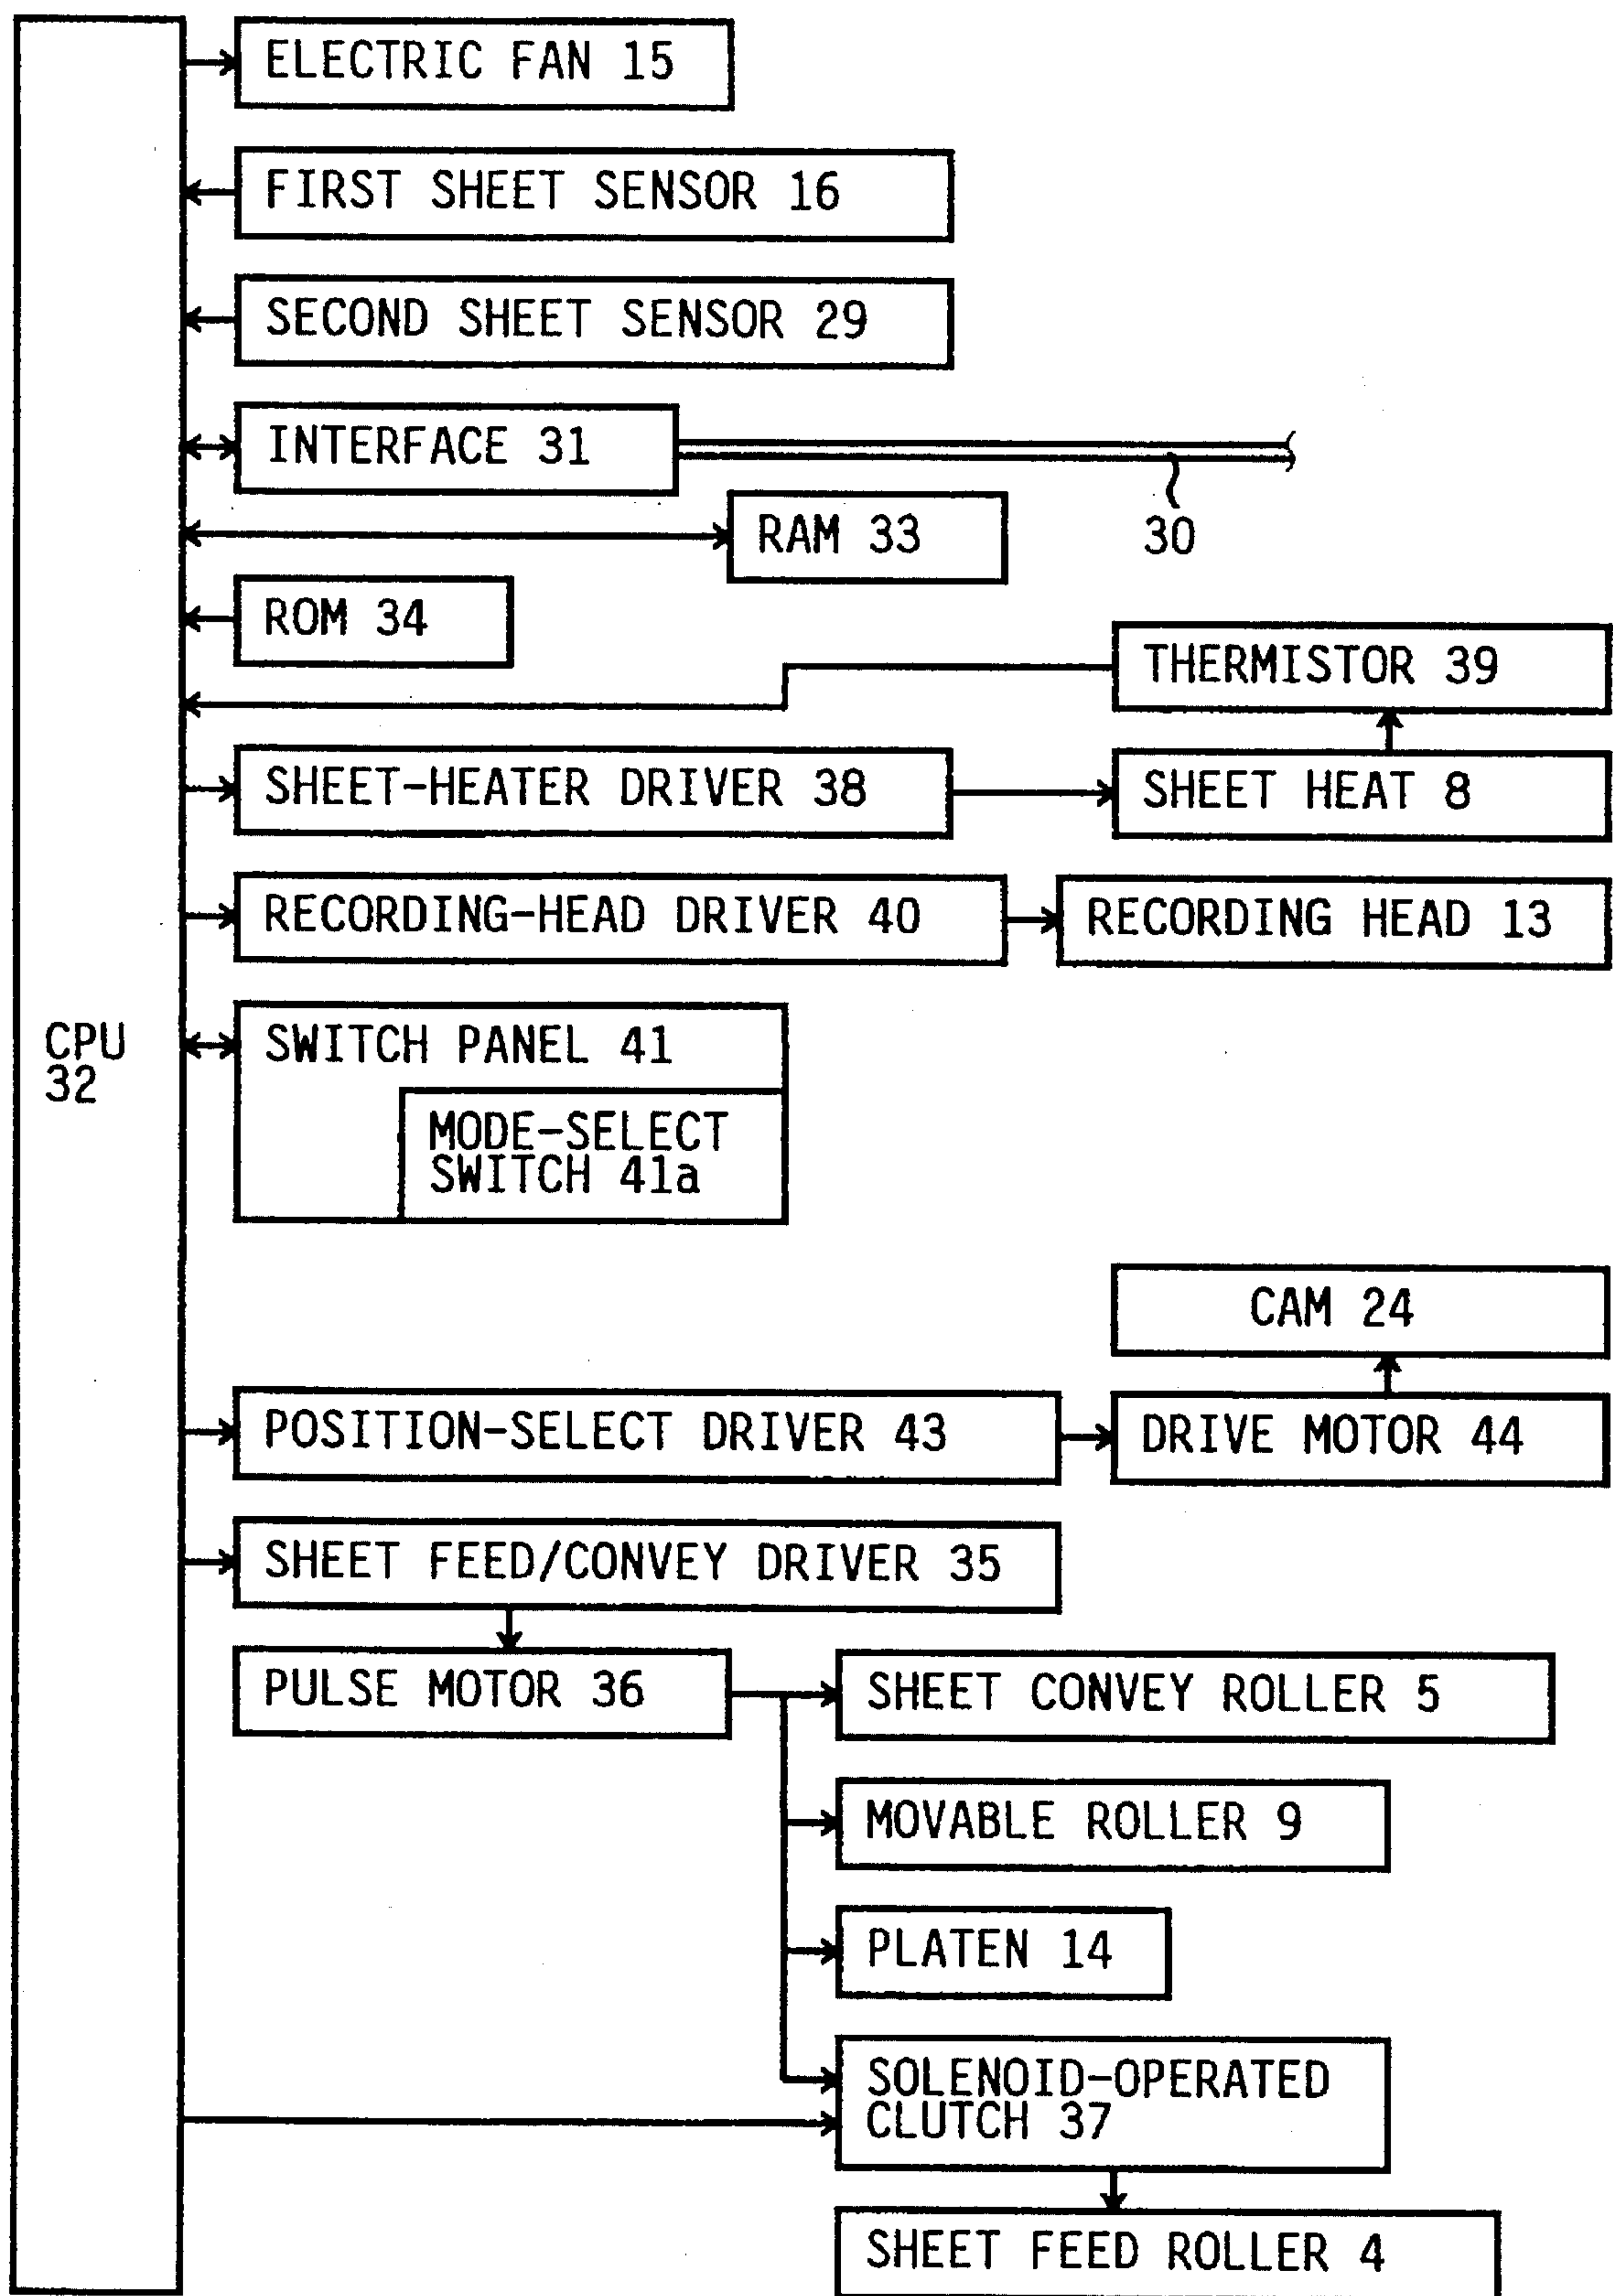 ELECTRIC FAN 15
FIRST SHEET SENSOR 16
SECOND SHEET SENSOR 29
INTERFACE 31
30
RAM 33
ROM 34
THERMISTOR 39
SHEET-HEATER DRIVER 38
SHEET HEAT 8
RECORDING-HEAD DRIVER 40
RECORDING HEAD 13
CPU
32
SWITCH PANEL 41
MODE-SELECT
SWITCH 41a
CAM 24
POSITION-SELECT DRIVER 43
DRIVE MOTOR 44
SHEET FEED/CONVEY DRIVER 35
PULSE MOTOR 36
SHEET CONVEY ROLLER 5
MOVABLE ROLLER 9
PLATEN 14
SOLENOID-OPERATED
CLUTCH 37
SHEET FEED ROLLER 4